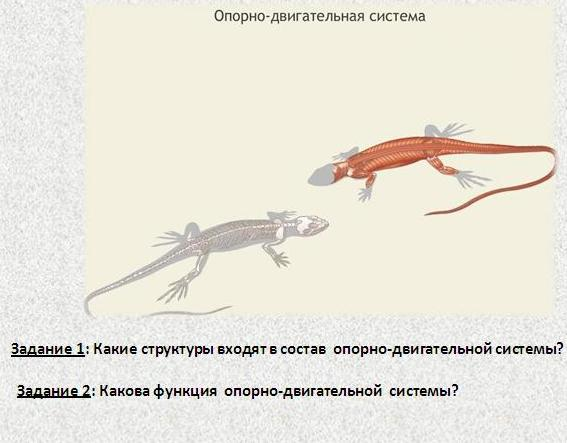 Опорно-двигательная система
Задание 1: Какие структуры входят в состав опорно-двигательной системы?
Задание 2: Какова функция опорно-двигательной системы?